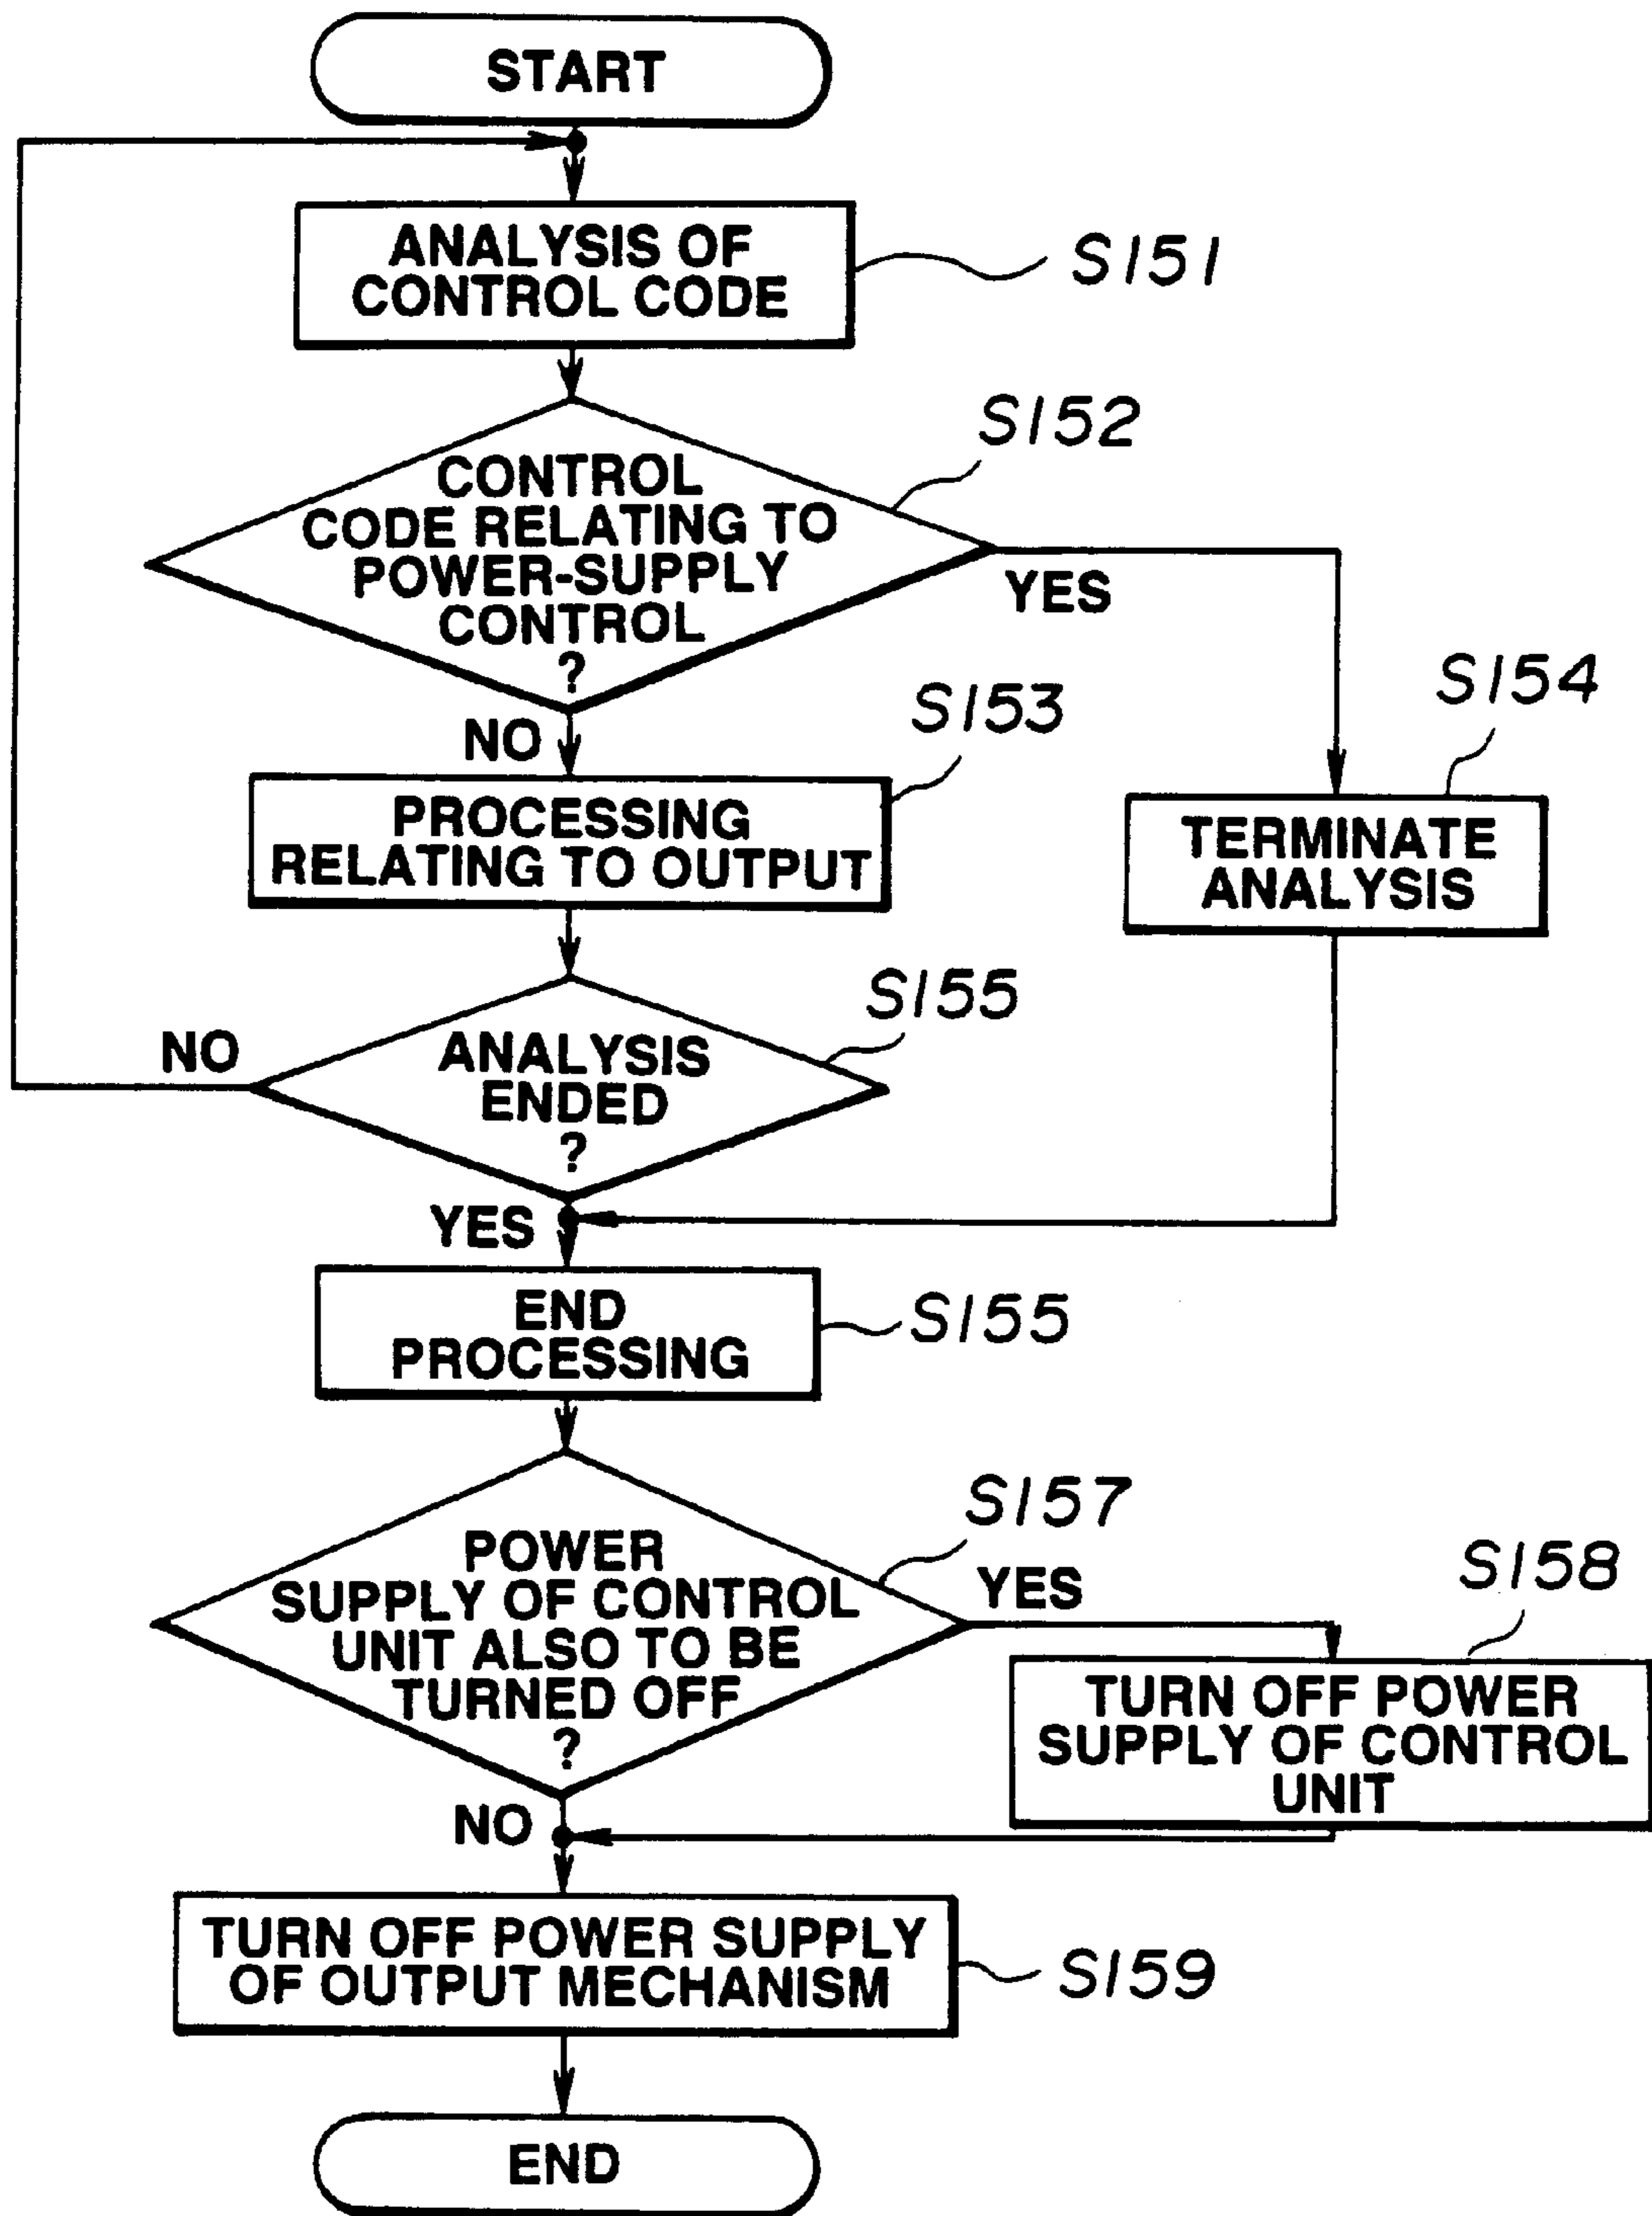 START
ANALYSIS OF
CONTROL CODE
S151
S152
CONTROL
CODE RELATING TO
POWER-SUPPLY
CONTROL
?
YES
NO
S153
S154
PROCESSING
RELATING TO OUTPUT
TERMINATE
ANALYSIS
S155
NO
ANALYSIS
ENDED
?
YES
END
PROCESSING
S155
S157
POWER
SUPPLY OF CONTROL
UNIT ALSO TO BE
TURNED OFF
?
YES
S158
TURN OFF POWER
SUPPLY OF CONTROL
UNIT
NO
TURN OFF POWER SUPPLY
OF OUTPUT MECHANISM
S159
END